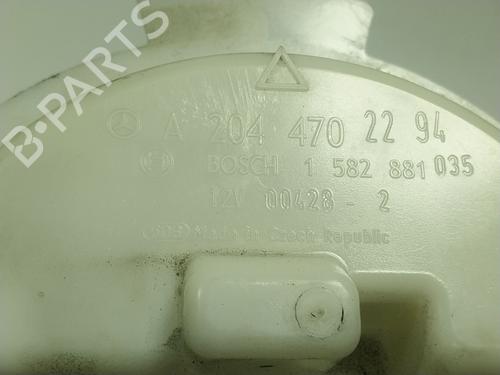 B-PARTS
A 204 470 22 94
BOSCH 1 582 881 035
12V 00428 - 2
Made in Czech Republic